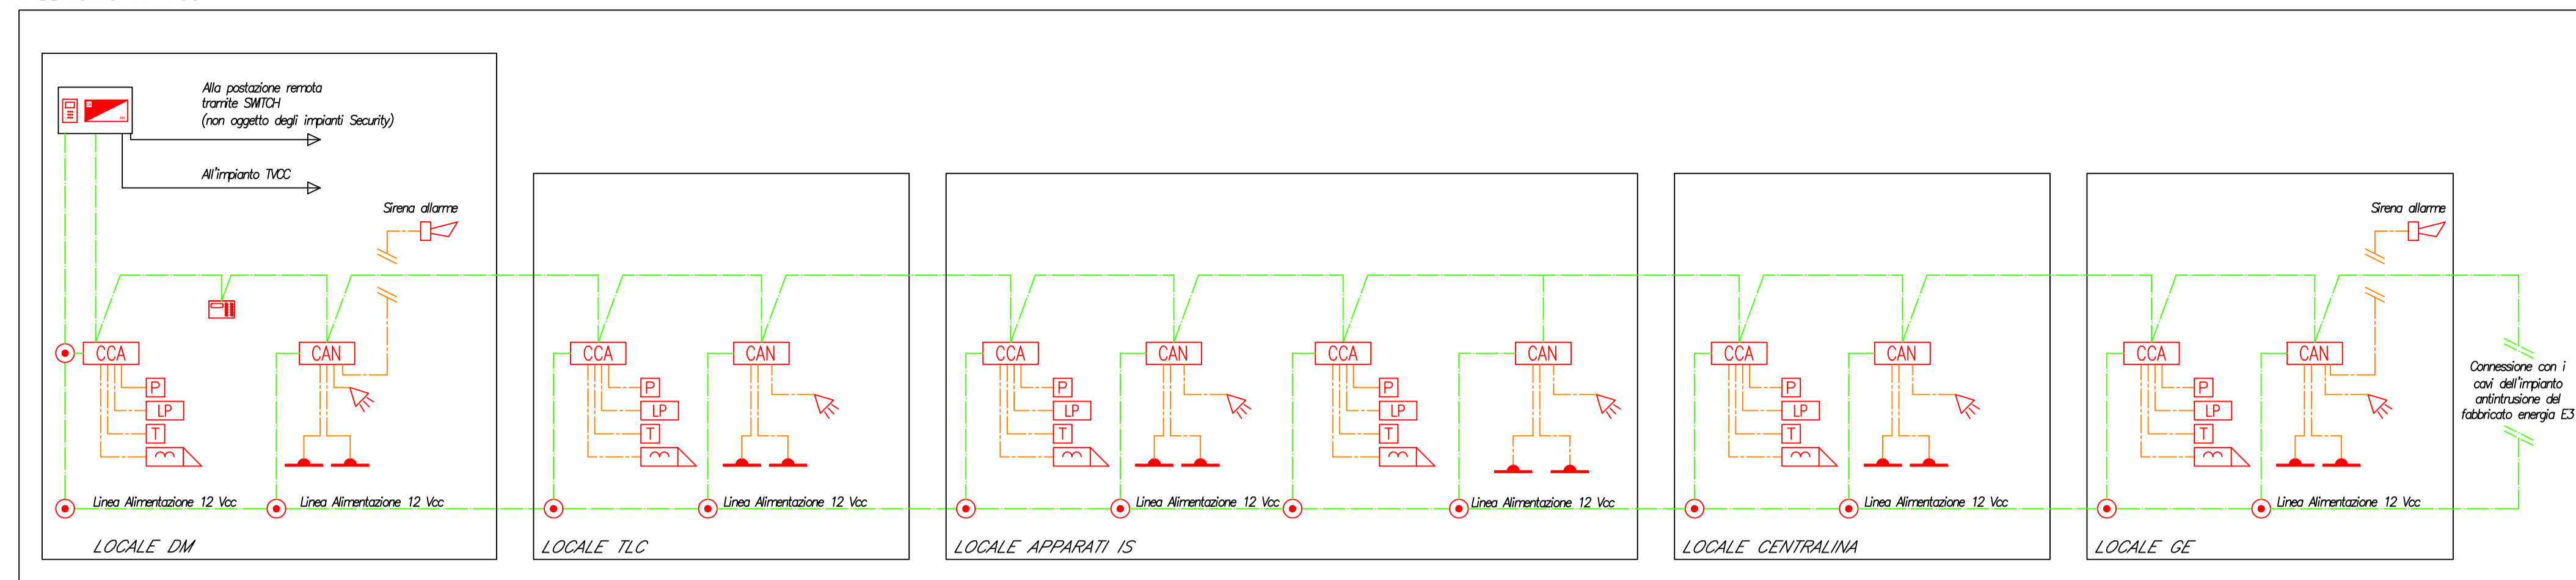 Alla postazione remota
tramite SWITCH
(non oggetto degli impianti Security)
All'impianto TVCC
Sirena allarme
CCA
P
LP
T
CAN
Linea Alimentazione 12 Vcc
Linea Alimentazione 12 Vcc
LOCALE DM
CCA
P
LP
T
CAN
Linea Alimentazione 12 Vcc
LOCALE TLC
CCA
P
LP
T
CAN
CCA
P
LP
T
CAN
Linea Alimentazione 12 Vcc
Linea Alimentazione 12 Vcc
LOCALE APPARATI IS
CCA
P
LP
T
CAN
Linea Alimentazione 12 Vcc
LOCALE CENTRALINA
Sirena allarme
CCA
P
LP
T
CAN
Linea Alimentazione 12 Vcc
LOCALE GE
Connessione con i
cavi dell'impianto
antintrusione del
fabbricato energia E3